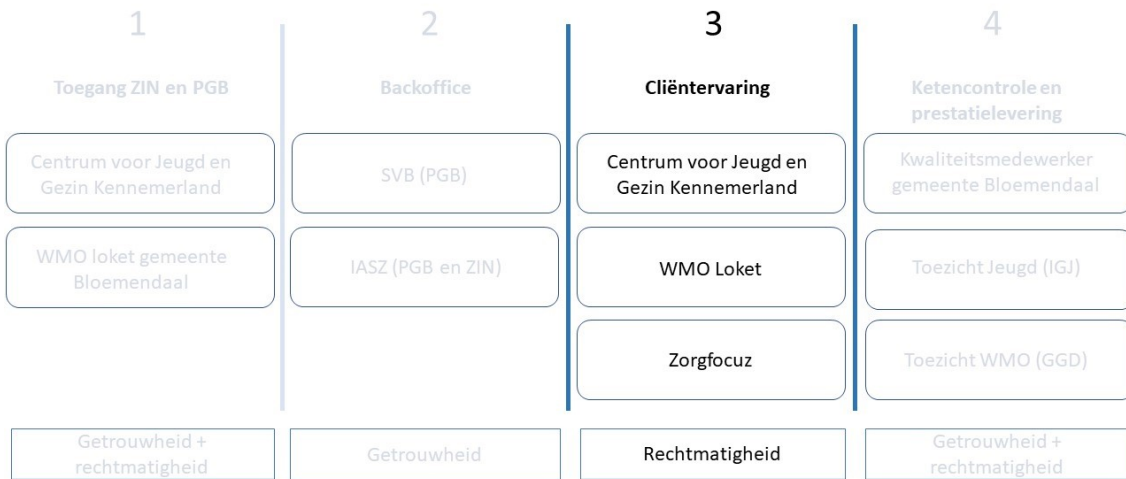 1
Toegang ZIN en PGB
Centrum voor Jeugd en
Gezin Kennemerland
WMO loket gemeente
Bloemendaal
Getrouwheid +
rechtmatigheid
2
Backoffice
SVB (PGB)
IASZ (PGB en ZIN)
Getrouwheid
3
Cliëntervaring
Centrum voor Jeugd en
Gezin Kennemerland
WMO Loket
Zorgfocuz
Rechtmatigheid
4
Ketencontrole en
prestatielevering
Kwaliteitsmedewerker
gemeente Bloemendaal
Toezicht Jeugd (IGJ)
Toezicht WMO (GGD)
Getrouwheid +
rechtmatigheid